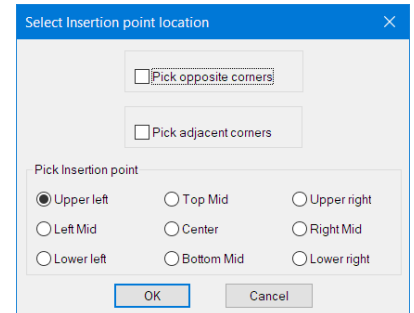 Select Insertion point location
Pick opposite corners
Pick adjacent corners
Pick Insertion point
Upper left Top Mid Upper right
Left Mid Center Right Mid
Lower left Bottom Mid Lower right
OK Cancel